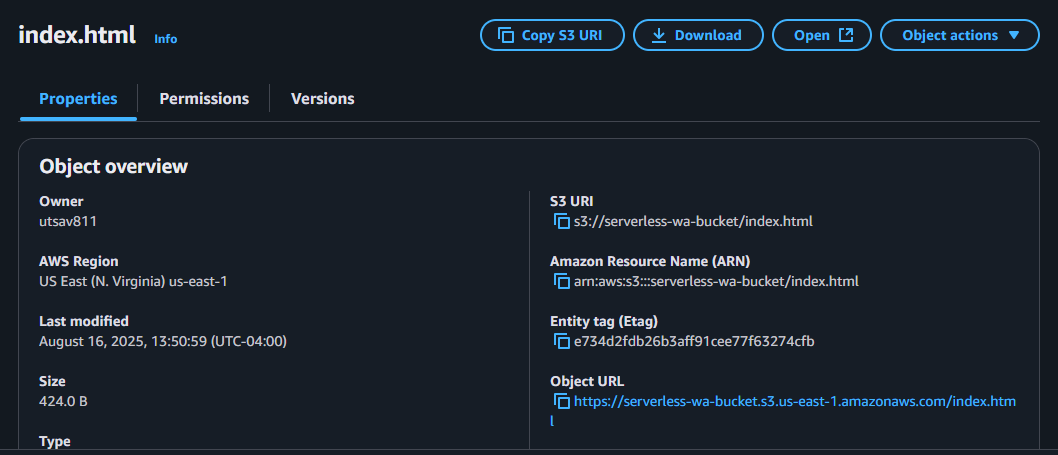 index.html Info
Copy S3 URI Download Open Object actions
Properties Permissions Versions
Object overview
Owner
utsav811
AWS Region
US East (N. Virginia) us-east-1
Last modified
August 16, 2025, 13:50:59 (UTC-04:00)
Size
424.0 B
Type
S3 URI
s3://serverless-wa-bucket/index.html
Amazon Resource Name (ARN)
arn:aws:s3:::serverless-wa-bucket/index.html
Entity tag (Etag)
e734d2fdb26b3aff91cee77f63274cfb
Object URL
https://serverless-wa-bucket.s3.us-east-1.amazonaws.com/index.htm
l